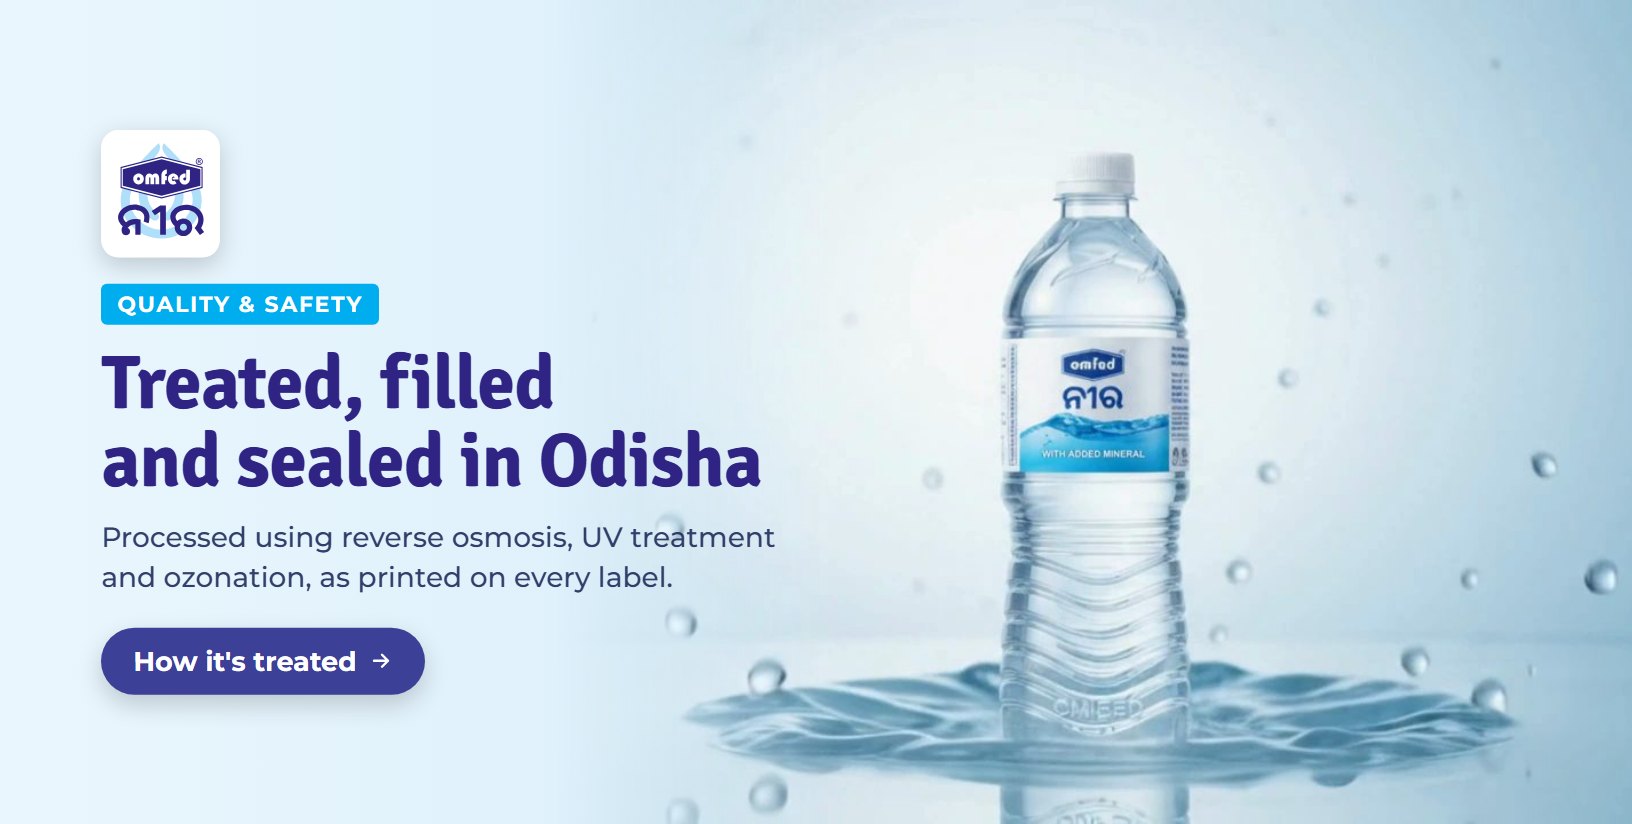 omfed®
ନୀର
QUALITY & SAFETY
Treated, filled
and sealed in Odisha
Processed using reverse osmosis, UV treatment
and ozonation, as printed on every label.
How it's treated →
omfed
ନୀର
WITH ADDED MINERAL
OMFED